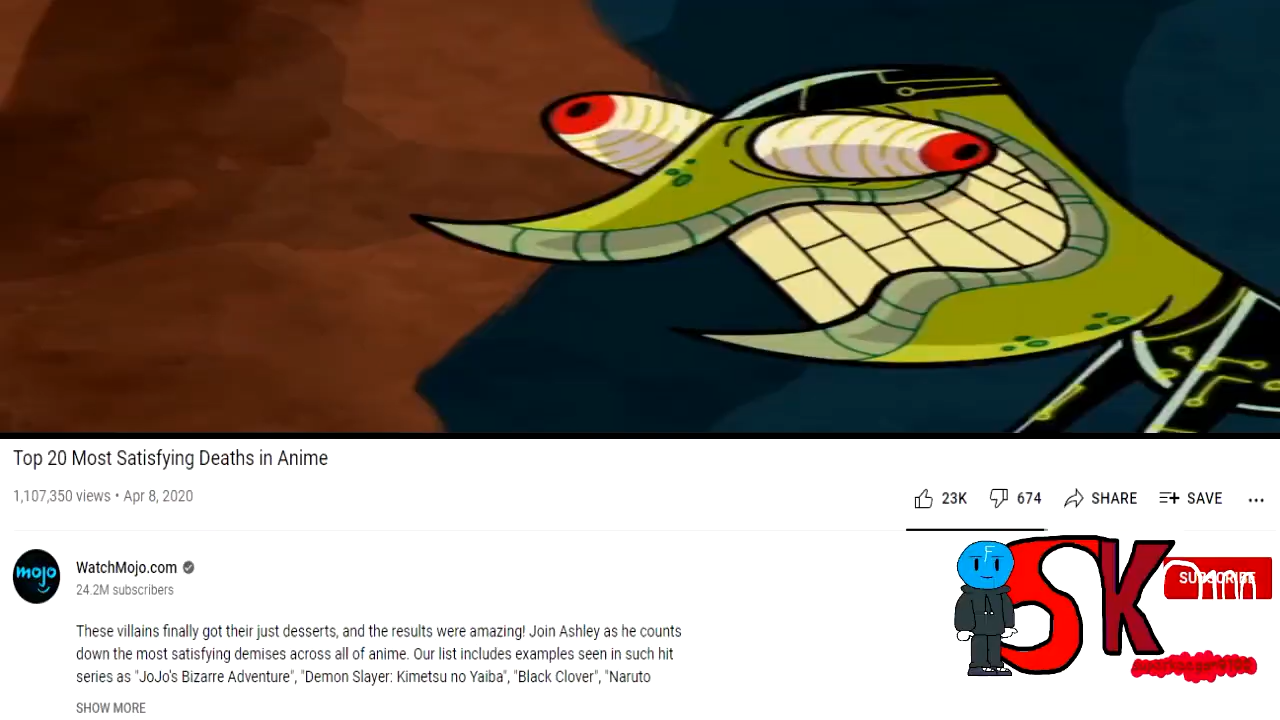 Top 20 Most Satisfying Deaths in Anime
1,107,350 views • Apr 8, 2020
23K
674
SHARE
SAVE
mojo
WatchMojo.com
24.2M subscribers
F
SK
SUBSCRIBE
These villains finally got their just desserts, and the results were amazing! Join Ashley as he counts
down the most satisfying demises across all of anime. Our list includes examples seen in such hit
series as "JoJo's Bizarre Adventure", "Demon Slayer: Kimetsu no Yaiba", "Black Clover", "Naruto
SHOW MORE